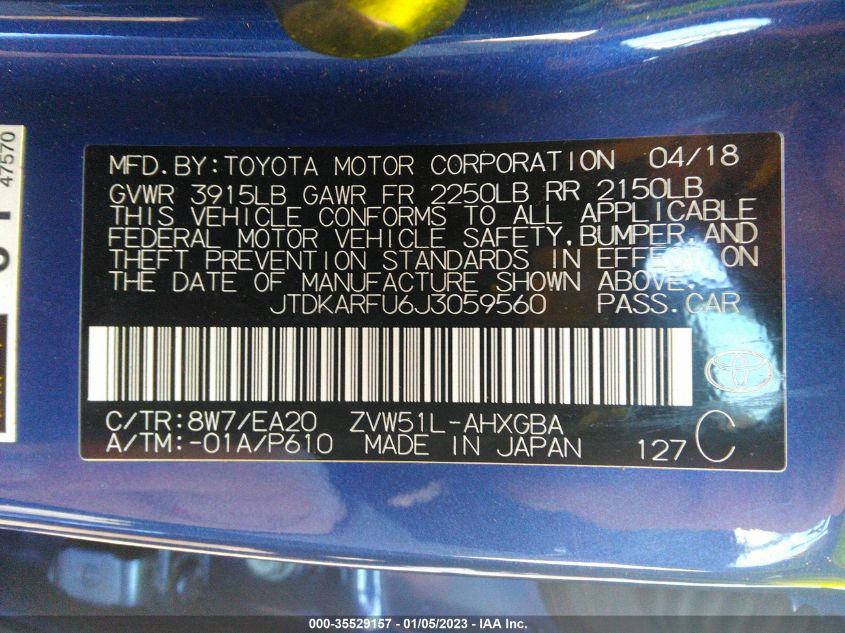 47570
MFD.BY:TOYOTA MOTOR CORPORATION 04/18
GVWR 3915LB GAWR FR 2250LB RR 2150LB
THIS VEHICLE CONFORMS TO ALL APPLICABLE
FEDERAL MOTOR VEHICLE SAFETY,BUMPER,AND
THEFT PREVENTION STANDARDS IN EFFECT ON
THE DATE OF MANUFACTURE SHOWN ABOVE.
JTDKARFU6J3059560 PASS.CAR
C/TR:8W7/EA20 ZVW51L-AHXGBA
A/TM:-01A/P610 MADE IN JAPAN 127 C
000-35529157 - 01/05/2023 - © IAA, Inc.